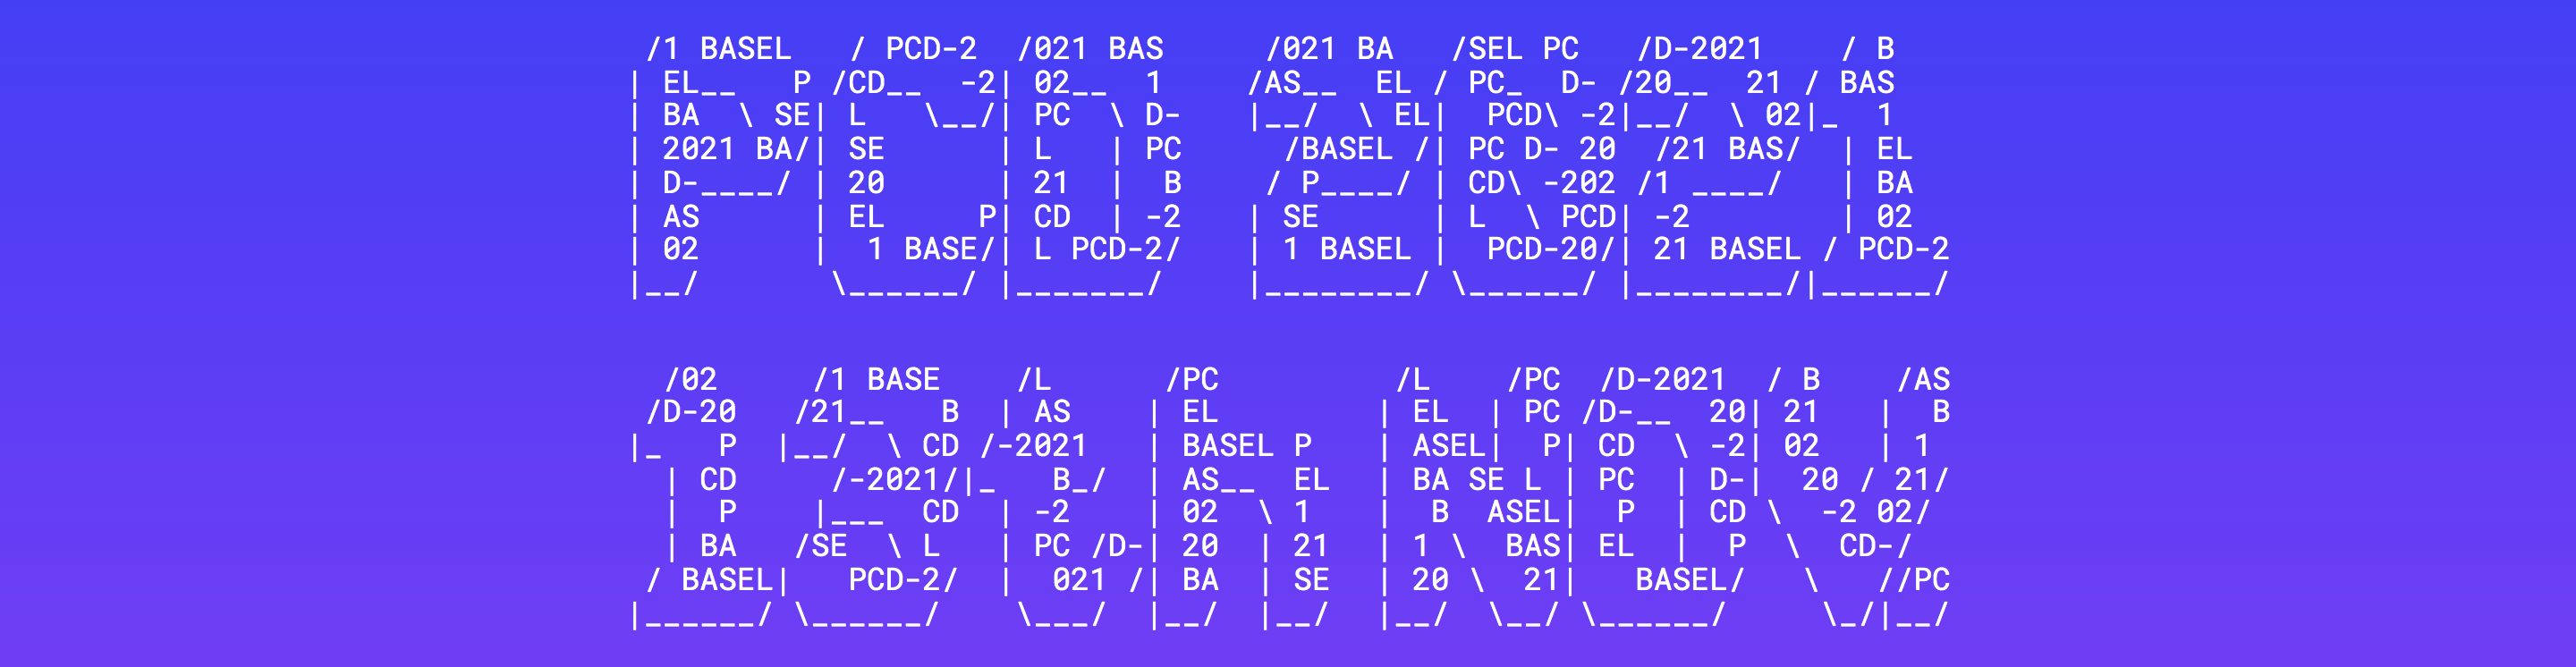 /1 BASEL   / PCD-2  /021 BAS      /021 BA   /SEL PC   /D-2021    / B
| EL__   P /CD__  -2| 02__  1     /AS__  EL / PC_  D- /20__  21 / BAS
| BA  \ SE| L   \__/| PC  \ D-    |__/  \ EL|  PCD\ -2|__/  \ 02|_  1
| 2021 BA/| SE      | L   | PC      /BASEL /| PC D- 20  /21 BAS/  | EL
| D-____/ | 20      | 21  |  B     / P____/ | CD\ -202 /1 ____/   | BA
| AS      | EL     P| CD  | -2    | SE      | L  \ PCD| -2        | 02
| 02      |  1 BASE/| L PCD-2/    | 1 BASEL |  PCD-20/| 21 BASEL / PCD-2
|__/       \______/ |_______/     |________/ \______/ |________/|______/
  /02     /1 BASE    /L      /PC         /L    /PC  /D-2021  / B    /AS
 /D-20   /21__   B  | AS    | EL        | EL  | PC /D-__  20| 21   |  B
|_   P  |__/  \ CD /-2021   | BASEL P   | ASEL|  P| CD  \ -2| 02   | 1
  | CD     /-2021/|_   B_/  | AS__  EL  | BA SE L | PC  | D-|  20 / 21/
  |  P    |___  CD  | -2    | 02  \ 1   |  B  ASEL|  P  | CD \  -2 02/
  | BA   /SE  \ L   | PC /D-| 20  | 21  | 1 \  BAS| EL  |  P  \  CD-/
 / BASEL|   PCD-2/  |  021 /| BA  | SE  | 20 \  21|   BASEL/   \   //PC
|______/ \______/    \___/  |__/  |__/  |__/  \__/ \______/     \_/|__/